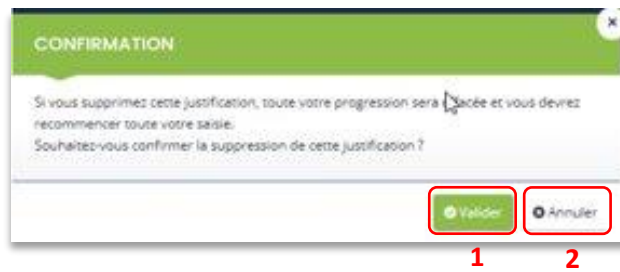 CONFIRMATION
Si vous supprimez cette justification, toute votre progression sera effacée et vous devrez
recommencer toute votre saisie.
Souhaitez-vous confirmer la suppression de cette justification ?
Valider Annuler
1 2